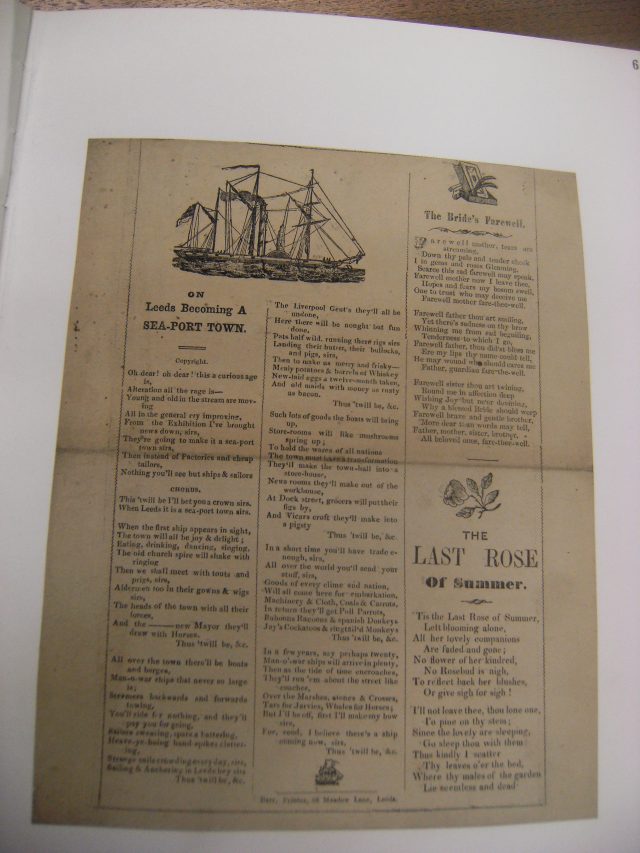 6
ON
Leeds Becoming A
SEA-PORT TOWN.
Copyright.
Oh dear! oh dear! this a curious age
is,
Alteration all the rage is—
Young and old in the stream are mov-
ing
All in the general cry improving,
From the Exhibition I've brought
news down, sirs,
They're going to make it a sea-port
town sirs,
Then instead of Factories and cheap
tailors,
Nothing you'll see but ships & sailors
CHORUS.
This 'twill be I'll bet you a crown sirs.
When Leeds it is a sea-port town sirs.
When the first ship appears in sight,
The town will all be joy & delight;
Eating, drinking, dancing, singing,
The old church spire will shake with
ringing
Then we shall meet with touts and
prigs, sirs,
Aldermen too in their gowns & wigs
sirs,
The heads of the town with all their
forces,
And the ——— new Mayor they'll
draw with Horses.
Thus 'twill be, &c.
All over the town there'll be boats
and barges,
Man-o-war ships that never so large
is;
Steamers backwards and forwards
towing,
You'll ride for nothing, and they'll
pay you for going,
Sailors swearing, spare a battering,
Heave-ye-hoing hand-spikes clatter-
ing,
Strange sails crowding every day, sirs,
Sailing & Anchoring in Leeds bay sirs
Thus 'twill be, &c.
The Liverpool Gent's they'll all be
undone,
Here there will be nought but fun
done,
Pats half wild, running there rigs sirs
Landing their butter, their bullocks,
and pigs, sirs,
Then to make us merry and frisky—
Mealy potatoes & barrels of Whiskey
New-laid eggs a twelve-month taken,
And old maids with money as rusty
as bacon.
Thus 'twill be, &c.
Such lots of goods the boats will bring
up,
Store-rooms will like mushrooms
spring up;
To hold the wares of all nations
The town must have a transformation
They'll make the town-hall into a
store-house,
News rooms they'll make out of the
workhouse,
At Dock street, grocers will put their
figs by,
And Vicars croft they'll make into
a pigsty
Thus 'twill be, &c.
In a short time you'll have trade e-
nough, sirs,
All over the world you'll send your
stuff, sirs,
Goods of every clime and nation,
Will all come here for embarkation,
Machinery & Cloth, Coals & Carrots,
In return they'll get Poll Parrots,
Baboons Racoons & spanish Donkeys
Jay's Cockatoos & ringtail'd Monkeys
Thus 'twill be, &c.
In a few years, say perhaps twenty,
Man-o'-war ships will arrive in plenty,
Then as the tide of time encroaches,
They'll run 'em about the street like
coaches,
Over the Marshes, stones & Crosses,
Tars for Jarvies, Whales for Horses;
But I'll be off, first I'll make my bow
sirs,
For, good, I believe there's a ship
coming now, sirs,
Thus 'twill be, &c.
Barr, Printer, Meadow Lane, Leeds.
The Bride's Farewell.
Farewell mother, tears are
streaming,
Down thy pale and tender cheek
I in gems and roses gleaming,
Scarce this sad farewell may speak,
Farewell mother now I leave thee,
Hopes and fears my bosom swell,
One to trust who may deceive me
Farewell mother fare-thee-well.
Farewell father thou art smiling,
Yet there's sadness on thy brow
Winning me from sad beguiling,
Tenderness to which I go,
Farewell father, thou didst bless me
Ere my lips thy name could tell,
He may wound who should cares me
Father, guardian fare-thee-well.
Farewell sister thou art twining,
Round me in affection deep
Wishing Joy but never
Why a blessed Bride should weep
Farewell brave and gentle brother,
More dear than words may tell,
Father, mother, sister, brother,
All beloved ones, fare-thee-well.
THE
LAST ROSE
Of Summer.
'Tis the Last Rose of Summer,
Left blooming alone,
All her lovely companions
Are faded and gone;
No flower of her kindred,
No Rosebud is nigh,
To reflect back her blushes,
Or give sigh for sigh!
I'll not leave thee, thou lone one,
To pine on thy stem;
Since the lovely are sleeping,
Go sleep thou with them:
Thus kindly I scatter
Thy leaves o'er the bed,
Where thy mates of the garden
Lie scentless and dead